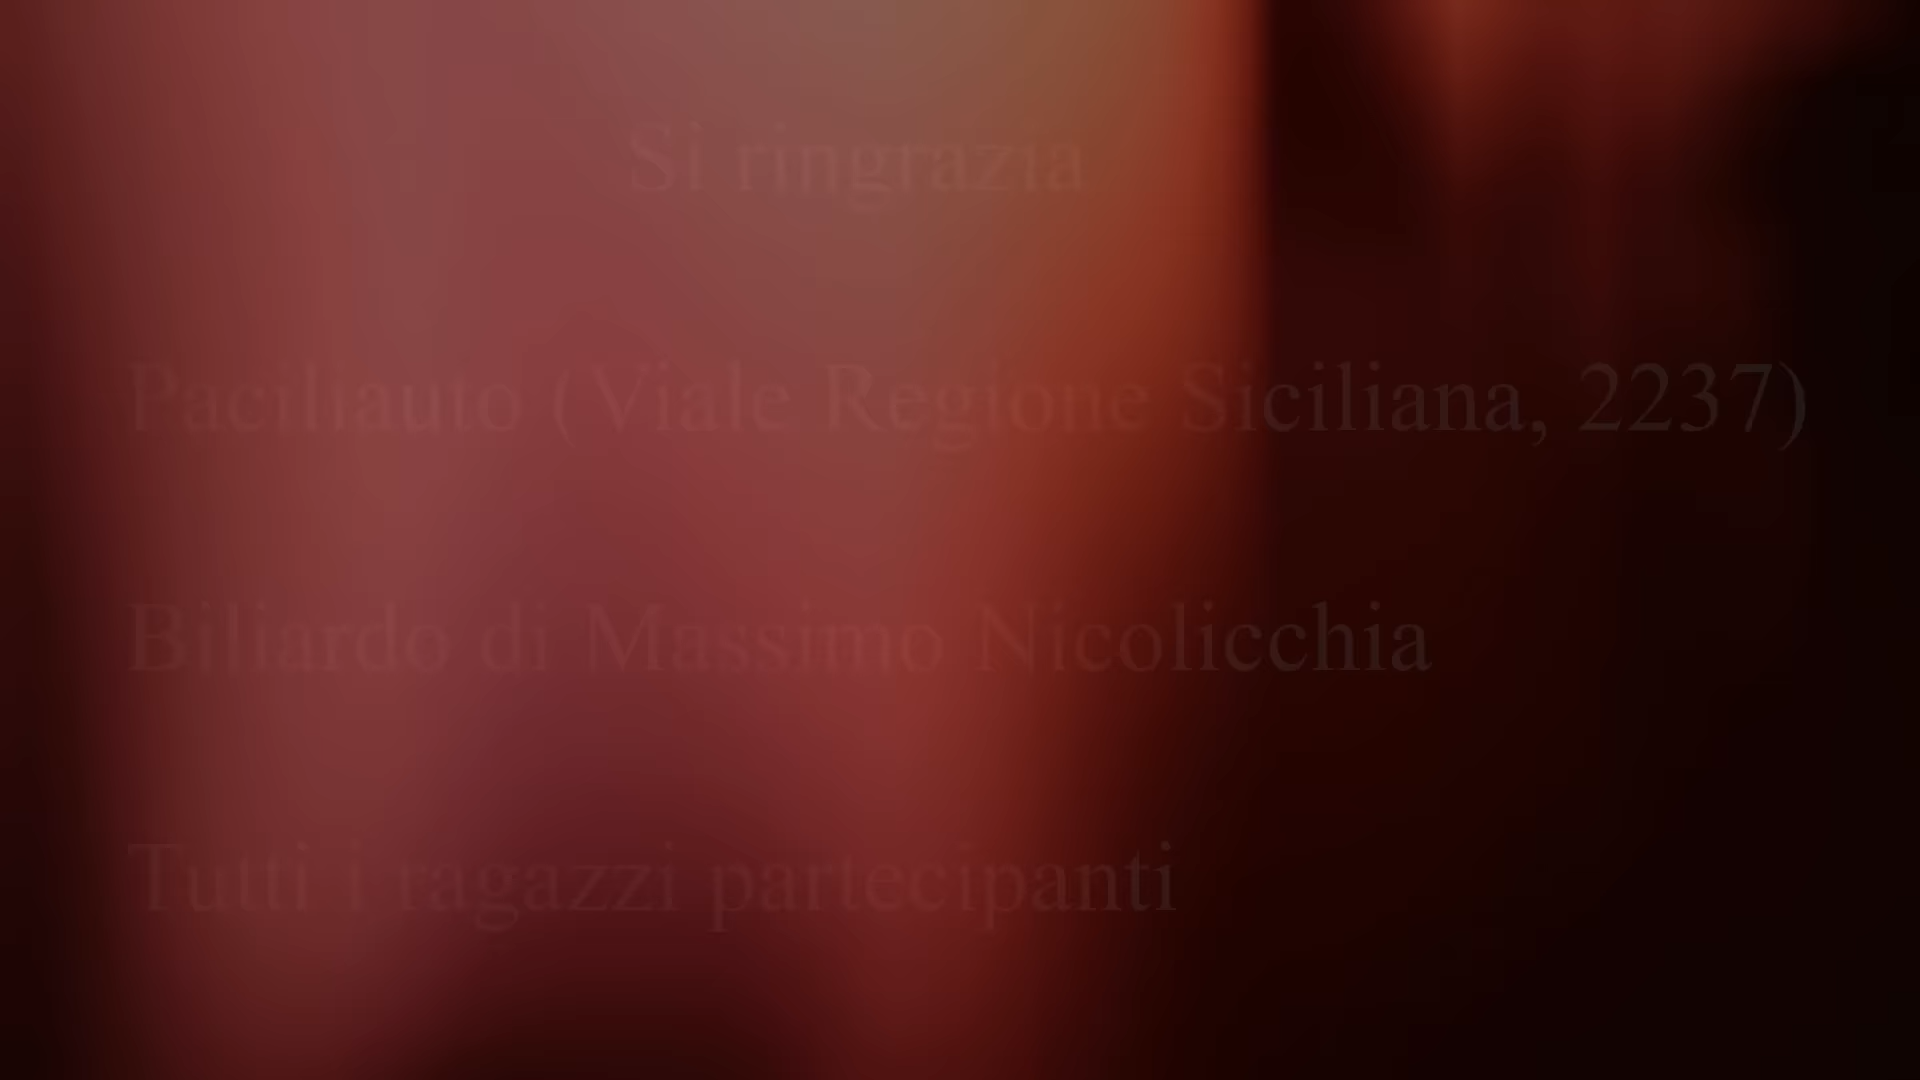 Si ringrazia
Paciliauto (Viale Regione Siciliana, 2237)
Biliardo di Massimo Nicolicchia
Tutti i ragazzi partecipanti